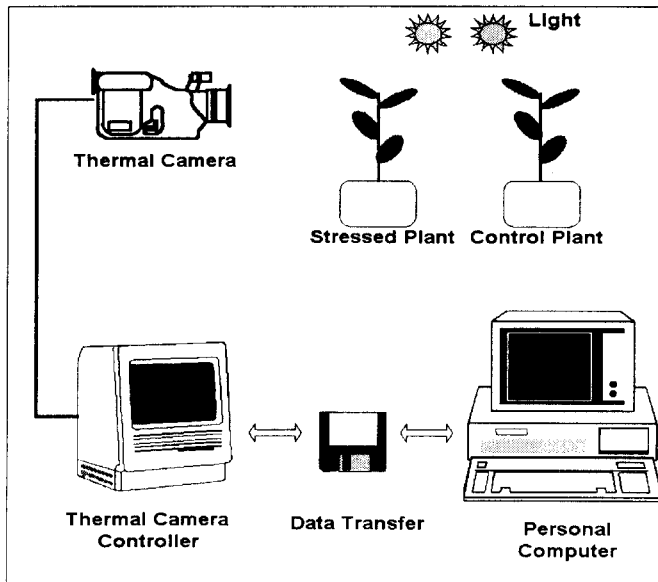 Light
Thermal Camera
Stressed Plant
Control Plant
Thermal Camera
Controller
Data Transfer
Personal
Computer